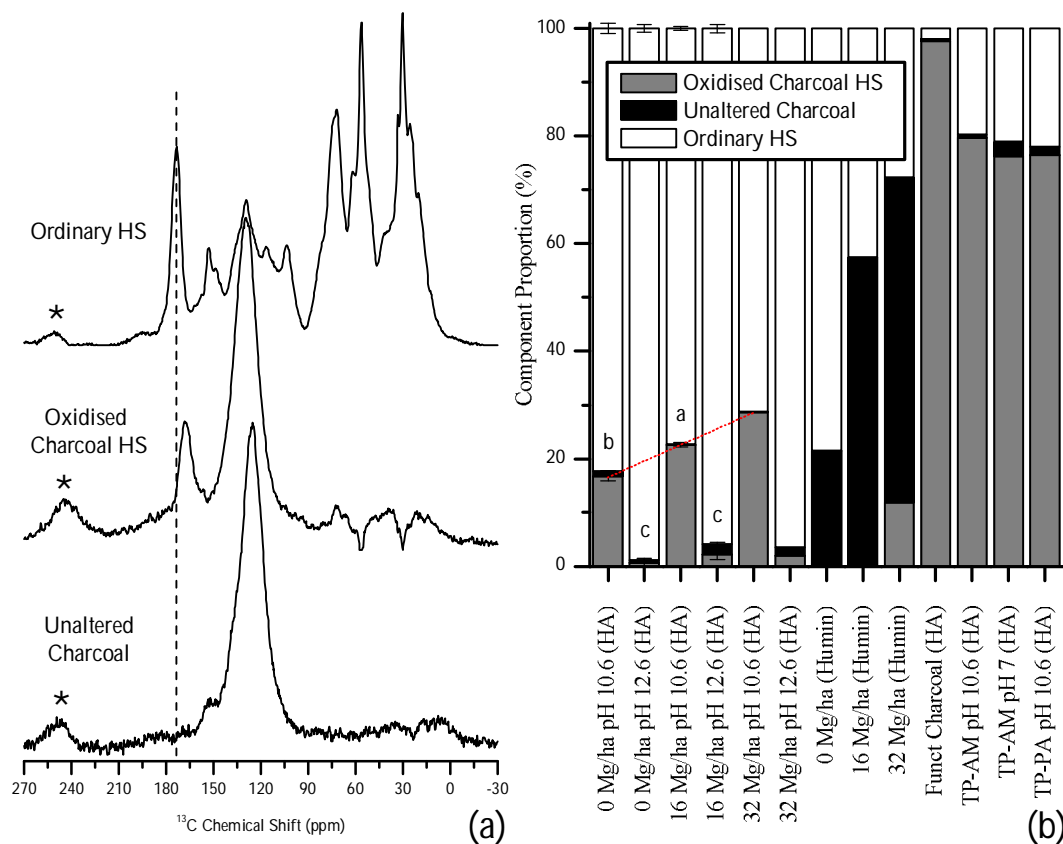 Ordinary HS
*
Oxidised
Charcoal HS
*
Unaltered
Charcoal
*
270 240 210 180 150 120 90 60 30 0 -30
13C Chemical Shift (ppm)
(a)
Component Proportion (%)
100
80
60
40
20
0
Oxidised Charcoal HS
Unaltered Charcoal
Ordinary HS
b
c
a
c
0 Mg/ha pH 10.6 (HA)
0 Mg/ha pH 12.6 (HA)
16 Mg/ha pH 10.6 (HA)
16 Mg/ha pH 12.6 (HA)
32 Mg/ha pH 10.6 (HA)
32 Mg/ha pH 12.6 (HA)
0 Mg/ha (Humin)
16 Mg/ha (Humin)
32 Mg/ha (Humin)
Funct Charcoal (HA)
TP-AM pH 10.6 (HA)
TP-AM pH 7 (HA)
TP-PA pH 10.6 (HA)
(b)